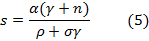 s = α(γ + n) / (ρ + σγ)     (5)